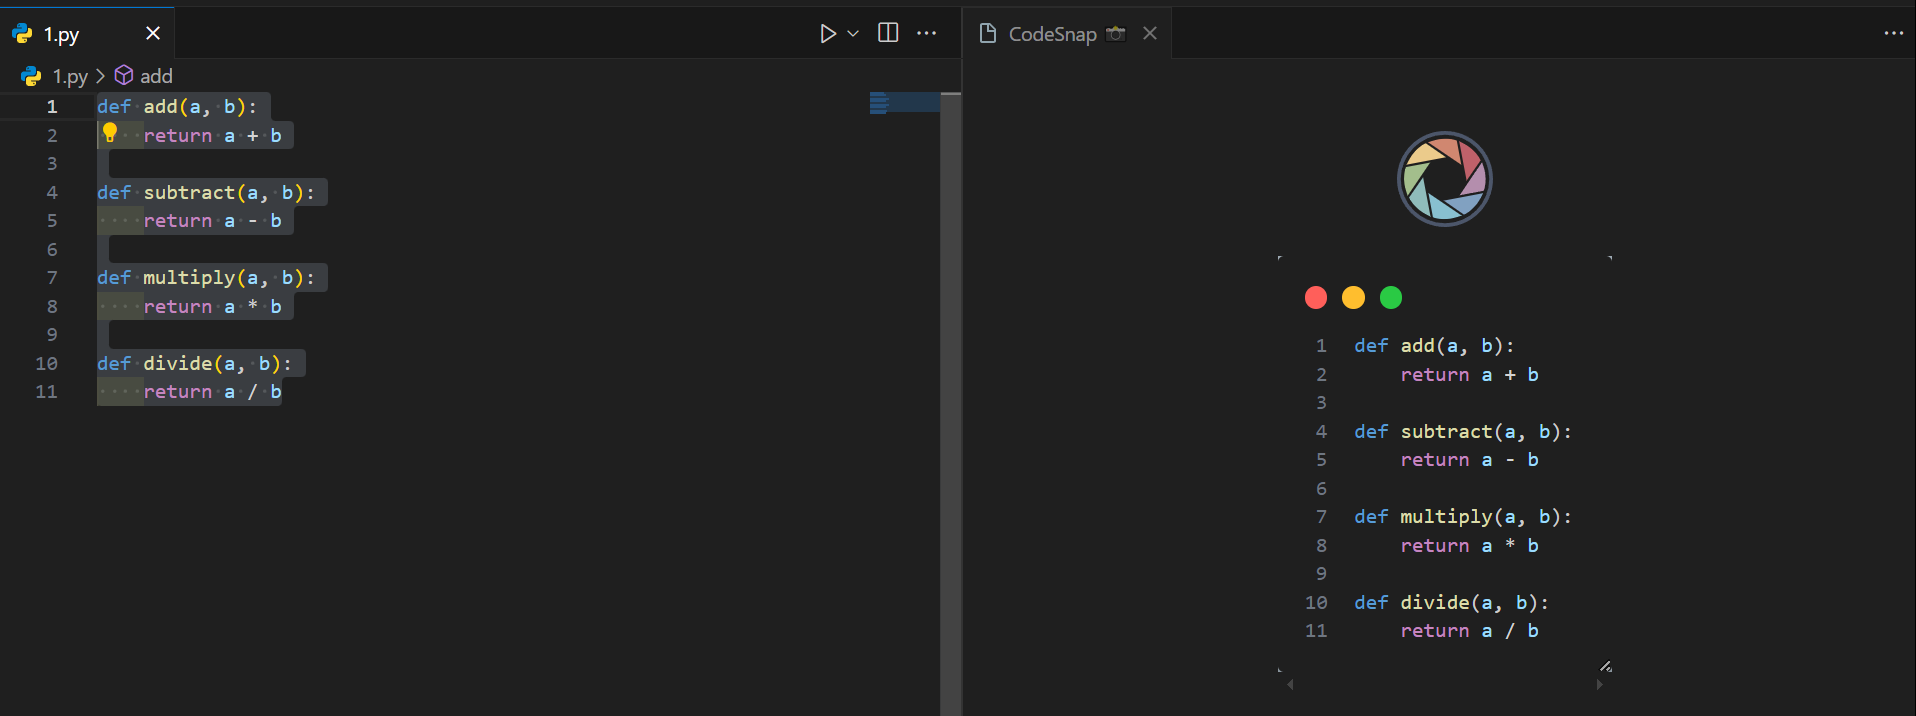 1.py
CodeSnap
1.py > add
1 def add(a, b):
2     return a + b
3
4 def subtract(a, b):
5     return a - b
6
7 def multiply(a, b):
8     return a * b
9
10 def divide(a, b):
11     return a / b
1 def add(a, b):
2     return a + b
3
4 def subtract(a, b):
5     return a - b
6
7 def multiply(a, b):
8     return a * b
9
10 def divide(a, b):
11     return a / b